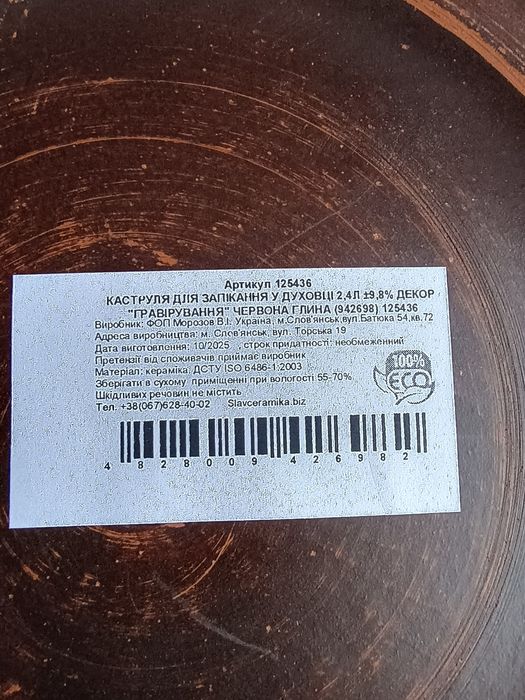 Артикул 125436
КАСТРУЛЯ ДЛЯ ЗАПІКАННЯ У ДУХОВЦІ 2,4Л ±9,8% ДЕКОР
"ГРАВІРУВАННЯ" ЧЕРВОНА ГЛИНА (942698) 125436
Виробник: ФОП Морозов В.І. Україна, м.Слов'янськ,вул.Батюка 54,кв.72
Адреса виробництва: м. Слов'янськ, вул. Торська 19
Дата виготовлення: 10/2025 , строк придатності: необмежений
Претензії від споживачів приймає виробник
Матеріал: кераміка, ДСТУ ISO 6486-1:2003
Зберігати в сухому приміщенні при вологості 55-70%
Шкідливих речовин не містить
Тел. +38(067)628-40-02 Slavceramika.biz
100%
ECO
4 828009 426982